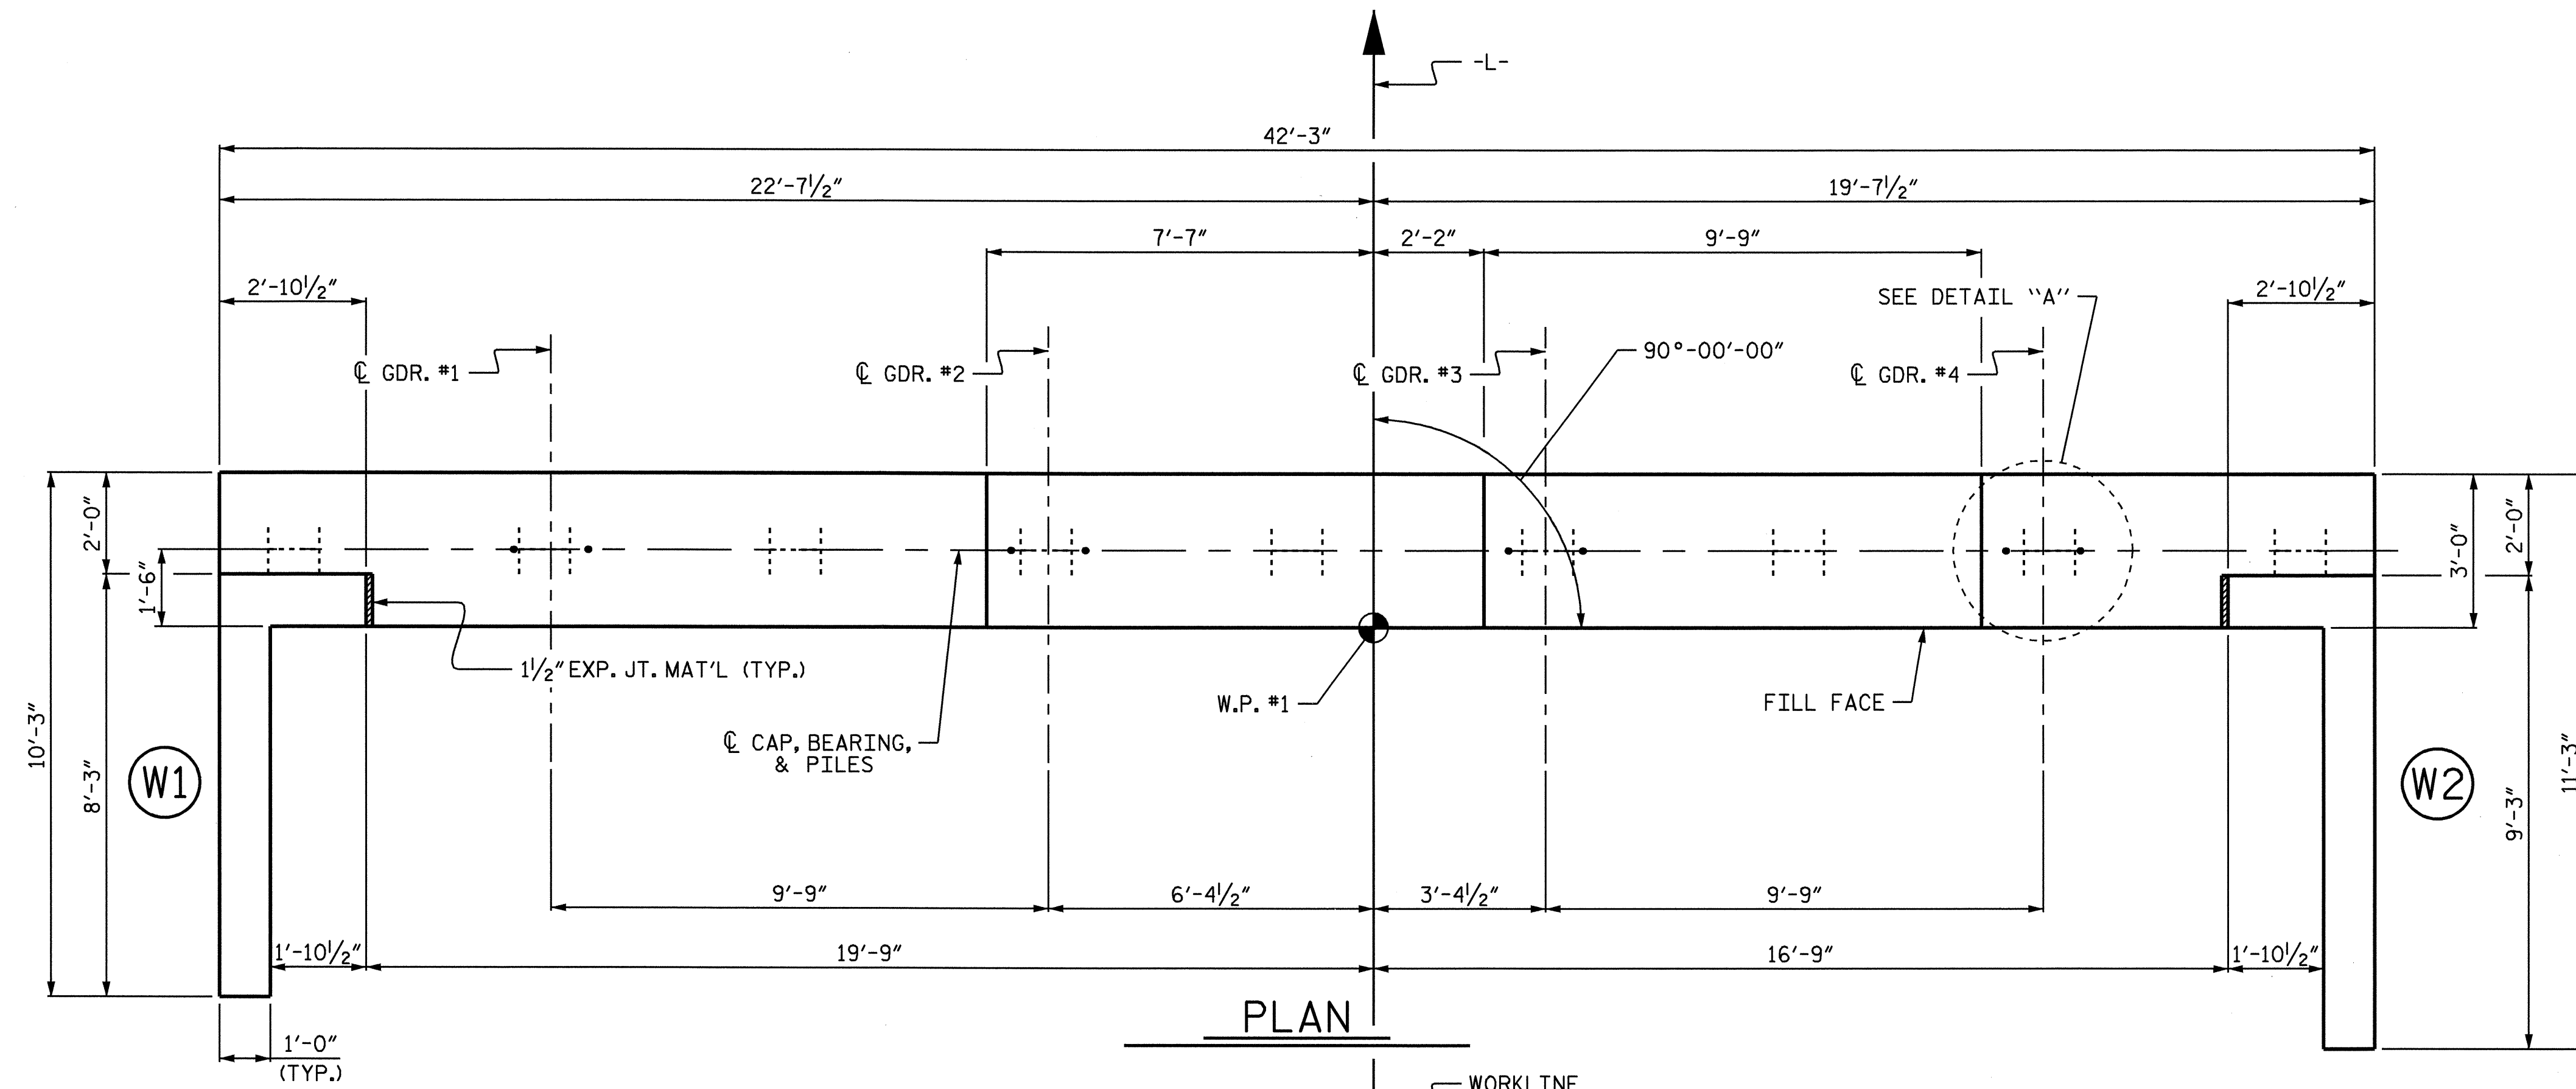 -L-
42'-3"
22'-7½"
19'-7½"
7'-7"
2'-2"
9'-9"
2'-10½"
SEE DETAIL "A"
2'-10½"
℄ GDR. #1
℄ GDR. #2
℄ GDR. #3
90°-00'-00"
℄ GDR. #4
2'-0"
1'-6"
3'-0"
2'-0"
1½" EXP. JT. MAT'L (TYP.)
W.P. #1
FILL FACE
℄ CAP, BEARING,
& PILES
10'-3"
8'-3"
W1
W2
9'-3"
11'-3"
9'-9"
6'-4½"
3'-4½"
9'-9"
1'-10½"
19'-9"
16'-9"
1'-10½"
PLAN
1'-0"
(TYP.)
WORKLINE